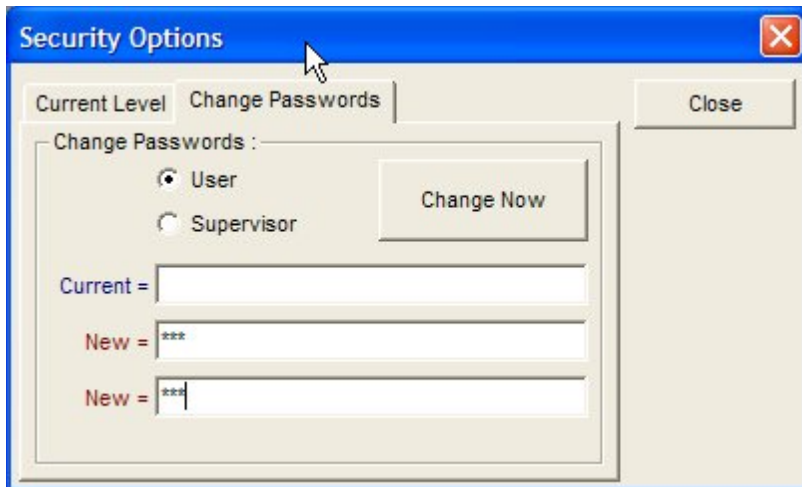 Security Options
Current Level
Change Passwords
Close
Change Passwords :
User
Change Now
Supervisor
Current =
New = ***
New = ***